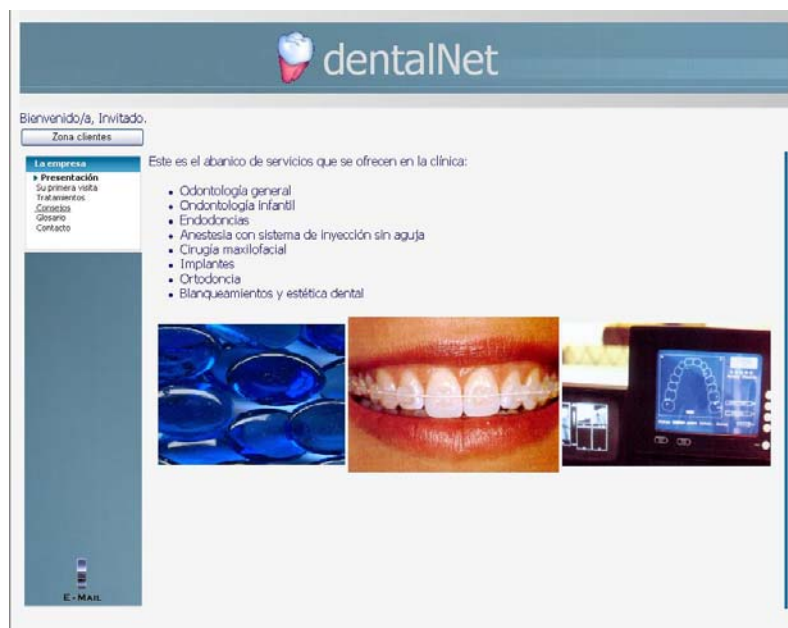 dentalNet
Bienvenido/a, Invitado.
Zona clientes
La empresa
Presentación
Su primera visita
Tratamientos
Consejos
Glosario
Contacto
Este es el abanico de servicios que se ofrecen en la clínica:
Odontología general
Ondontología infantil
Endodoncias
Anestesia con sistema de inyección sin aguja
Cirugía maxilofacial
Implantes
Ortodoncia
Blanqueamientos y estética dental
E-Mail